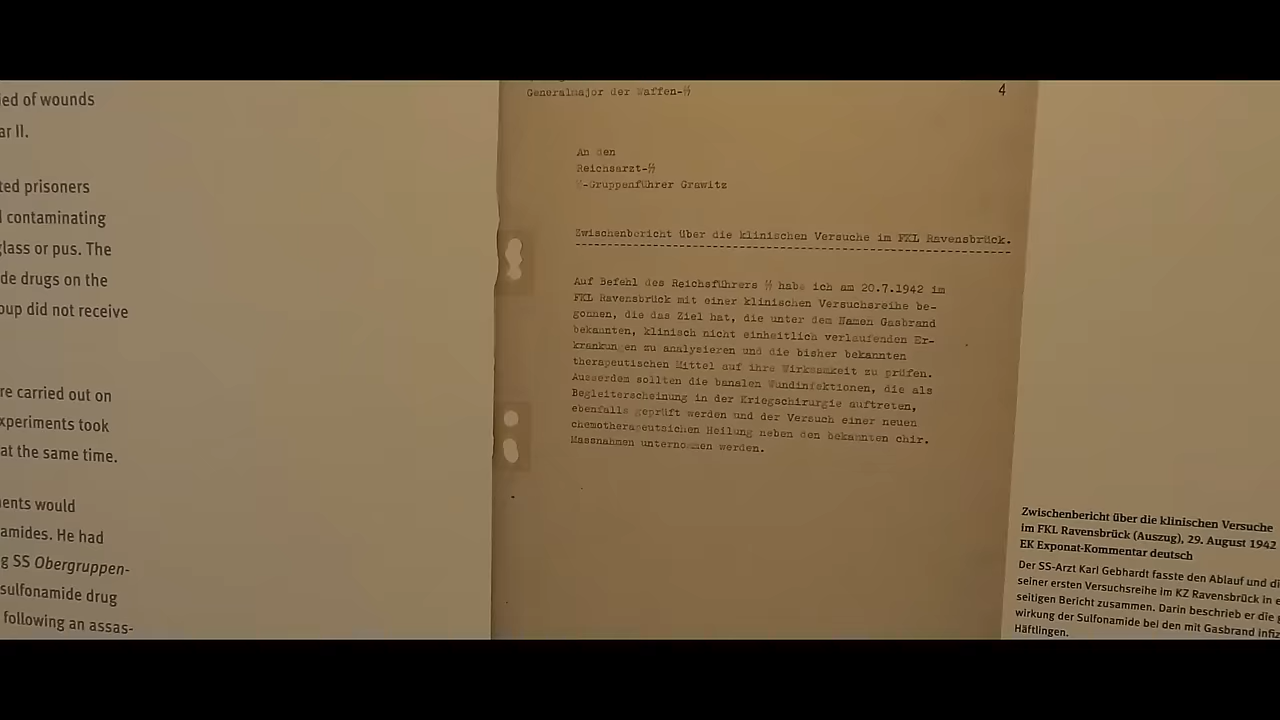 ed of wounds
ar II.
ted prisoners
contaminating
glass or pus. The
de drugs on the
oup did not receive
re carried out on
xperiments took
at the same time.
ents would
amides. He had
g SS Obergruppen-
sulfonamide drug
following an assas-
Generalmajor der Waffen-ᛋᛋ
4
An den
Reichsarzt-ᛋᛋ
ᛋᛋ-Gruppenführer Grawitz
Zwischenbericht über die klinischen Versuche im FKL Ravensbrück.
Auf Befehl des Reichsführers ᛋᛋ habe ich am 20.7.1942 im
FKL Ravensbrück mit einer klinischen Versuchsreihe be-
gonnen, die das Ziel hat, die unter dem Namen Gasbrand
bekannten, klinisch nicht einheitlich verlaufenden Er-
krankungen zu analysieren und die bisher bekannten
therapeutischen Mittel auf ihre Wirksamkeit zu prüfen.
Ausserdem sollten die banalen Wundinfektionen, die als
Begleiterscheinung in der Kriegschirurgie auftreten,
ebenfalls geprüft werden und der Versuch einer neuen
chemotherapeutsichen Heilung neben den bekannten chir.
Massnahmen unternommen werden.
Zwischenbericht über die klinischen Versuche
im FKL Ravensbrück (Auszug), 29. August 1942
EK Exponat-Kommentar deutsch
Der SS-Arzt Karl Gebhardt fasste den Ablauf und di
seiner ersten Versuchsreihe im KZ Ravensbrück in e
seitigen Bericht zusammen. Darin beschrieb er die g
wirkung der Sulfonamide bei den mit Gasbrand infiz
Häftlingen.